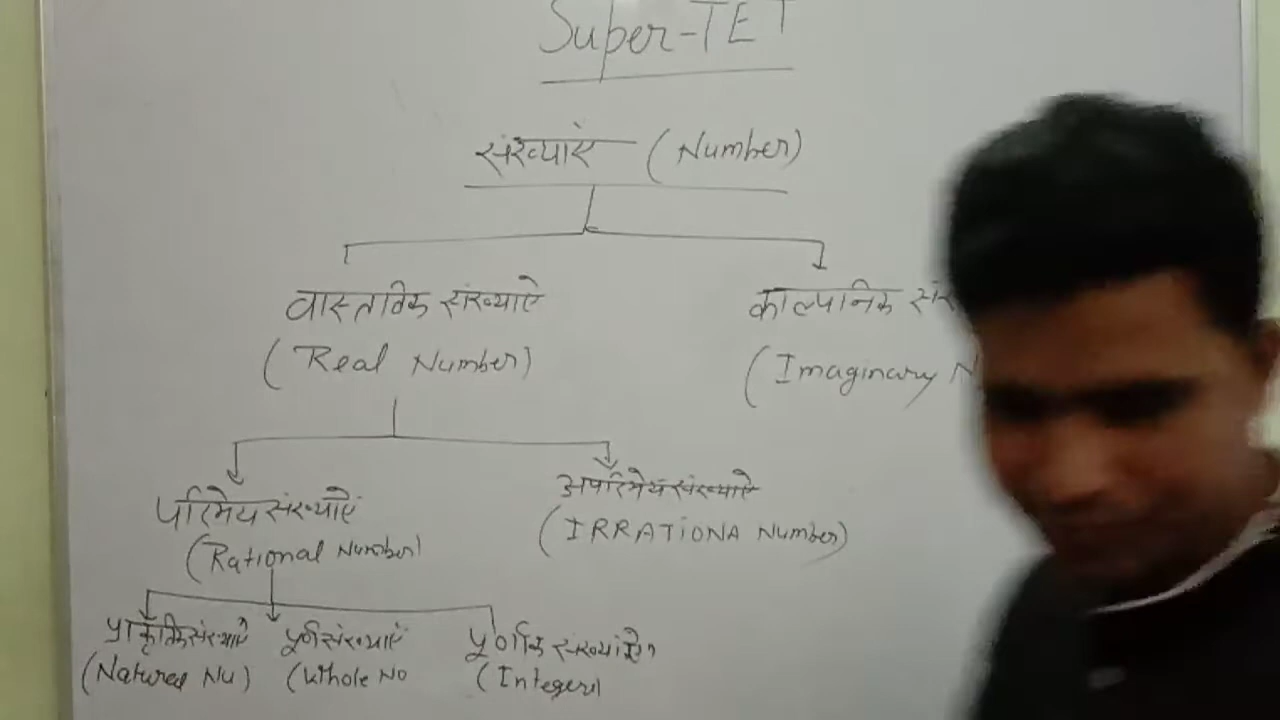 Super-TET
संख्याएं (Number)
वास्तविक संख्याऐ
काल्पनिक
(Real Number)
(Imaginary
परिमेय संख्याऐं
अपरिमेय संख्याऐ
(IRRATIONA Number)
(Rational Number)
प्राकृतिक संख्याऐ
पूर्ण संख्याऐं
पूर्णांक
(Natural Nu)
(Whole No
(Integer)